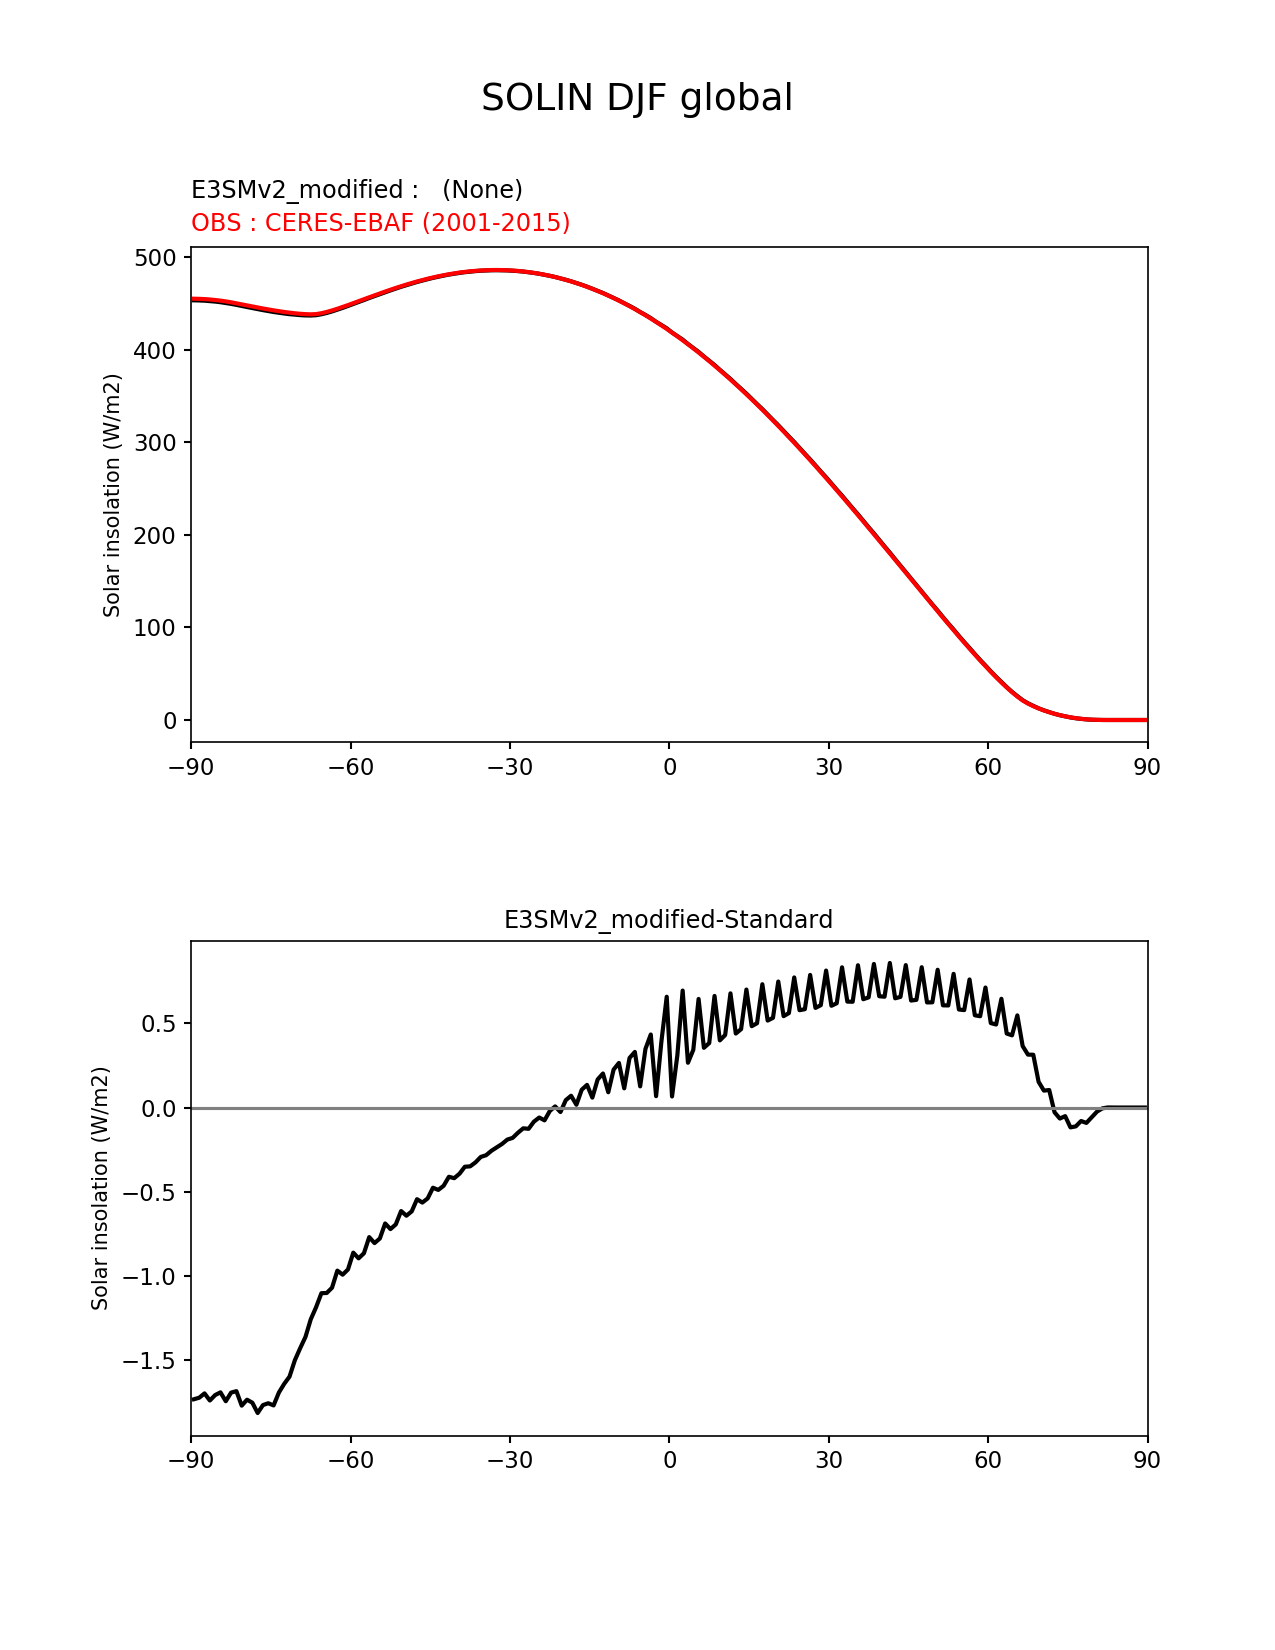 SOLIN DJF global
E3SMv2_modified :   (None)
OBS : CERES-EBAF (2001-2015)
500
400
300
200
100
0
Solar insolation (W/m2)
−90 −60 −30 0 30 60 90
E3SMv2_modified-Standard
0.5
0.0
−0.5
−1.0
−1.5
Solar insolation (W/m2)
−90 −60 −30 0 30 60 90